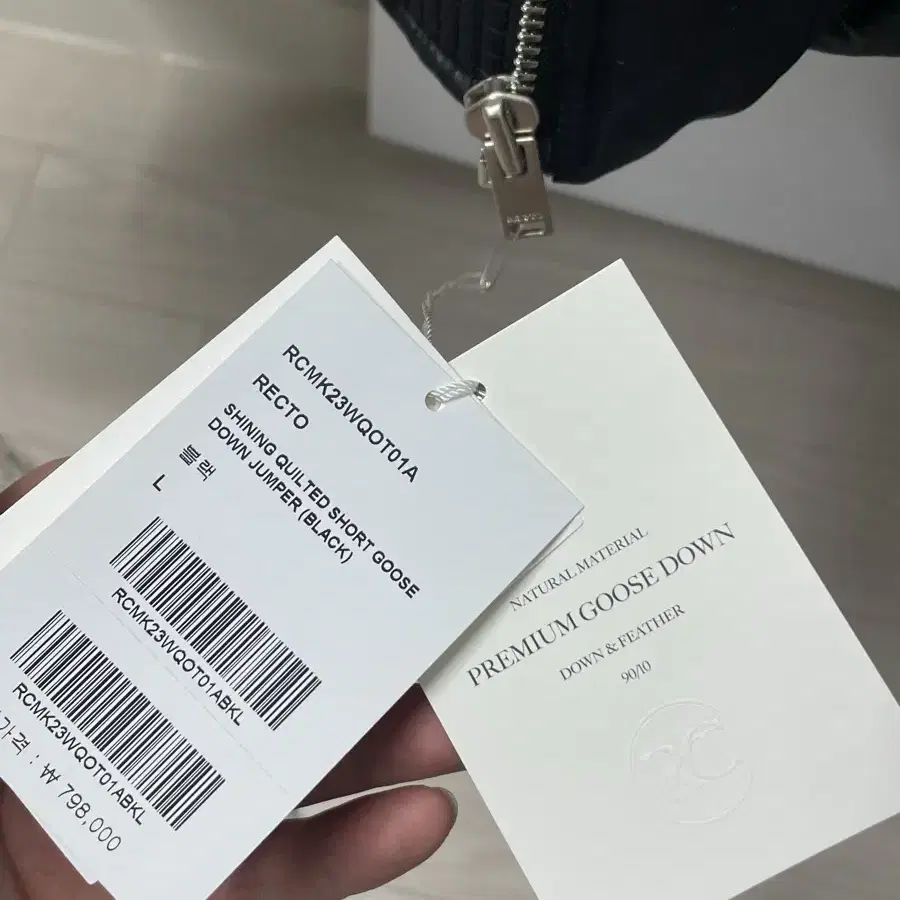 RCMK23WQOT01A
RECTO
SHINING QUILTED SHORT GOOSE
DOWN JUMPER (BLACK)
블랙
L
RCMK23WQOT01ABKL
RCMK23WQOT01ABKL
가격 : ₩ 798,000
NATURAL MATERIAL
PREMIUM GOOSE DOWN
DOWN & FEATHER
90/10